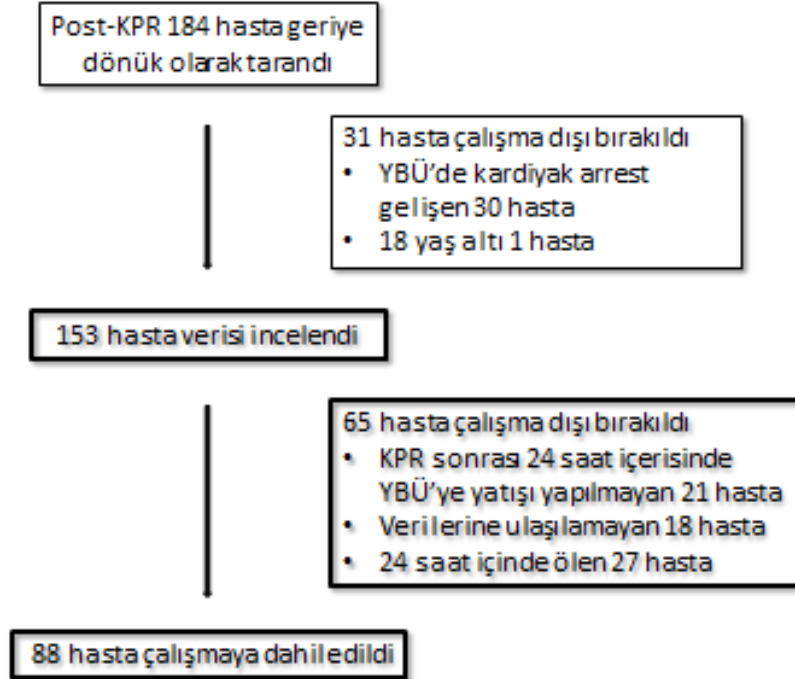 Post-KPR 184 hasta geriye
dönük olarak tarandı
31 hasta çalışma dışı bırakıldı
• YBÜ'de kardiyak arrest
gelişen 30 hasta
• 18 yaş altı 1 hasta
153 hasta verisi incelendi
65 hasta çalışma dışı bırakıldı
• KPR sonrası 24 saat içerisinde
YBÜ'ye yatışı yapılmayan 21 hasta
• Verilerine ulaşılamayan 18 hasta
• 24 saat içinde ölen 27 hasta
88 hasta çalışmaya dahil edildi